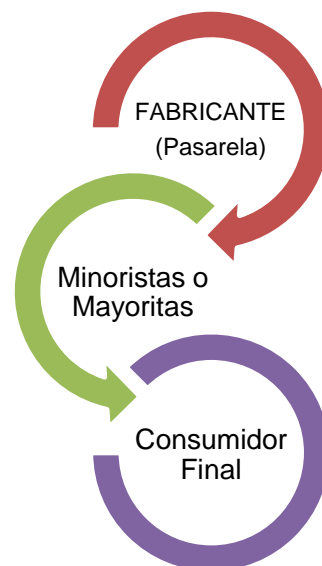 FABRICANTE
(Pasarela)
Minoristas o
Mayoritas
Consumidor
Final